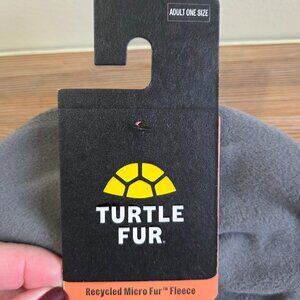 ADULT ONE SIZE
TURTLE
FUR
Recycled Micro Fur™ Fleece